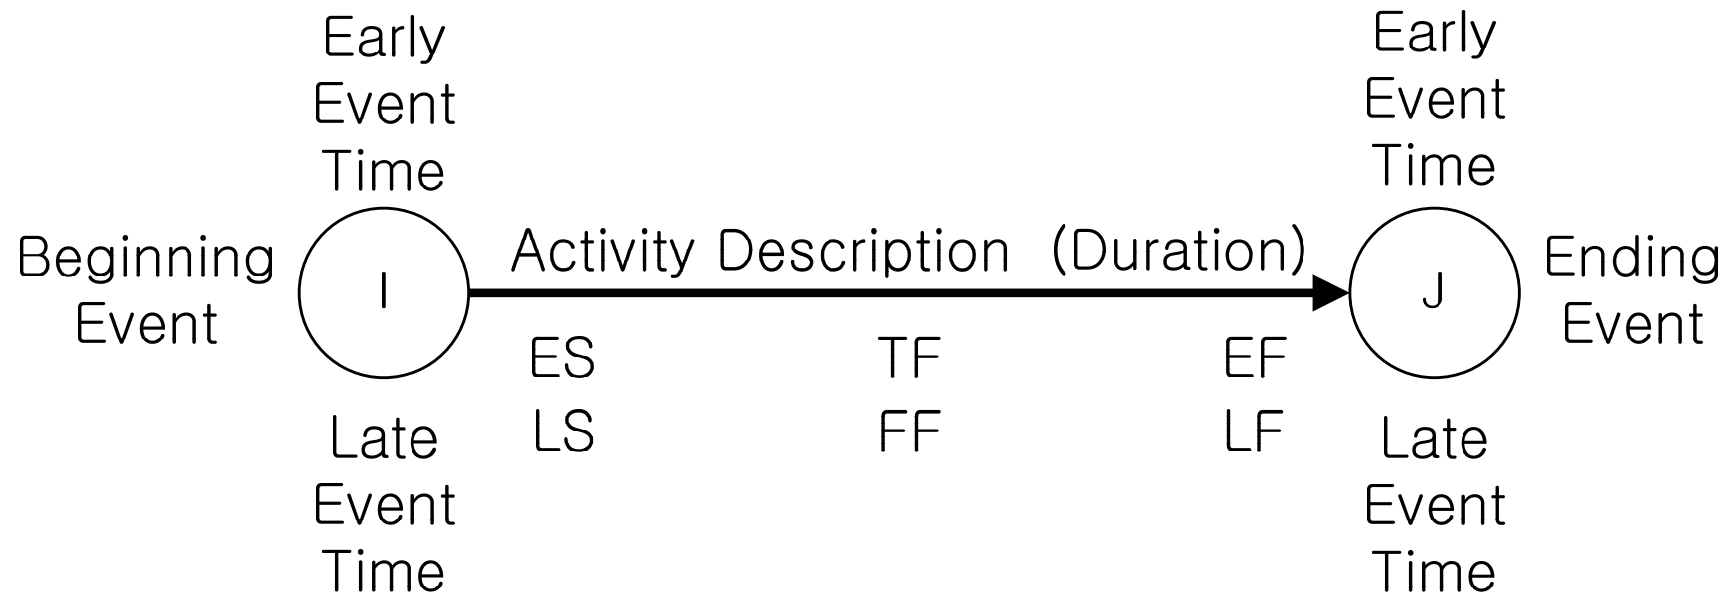 Early
Event
Time
Early
Event
Time
Beginning
Event
I
Activity Description (Duration)
J
Ending
Event
ES TF EF
LS FF LF
Late
Event
Time
Late
Event
Time